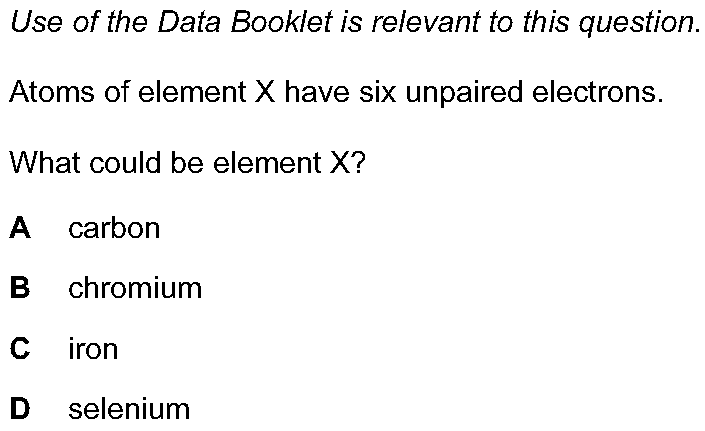 Use of the Data Booklet is relevant to this question.
Atoms of element X have six unpaired electrons.
What could be element X?
A carbon
B chromium
C iron
D selenium